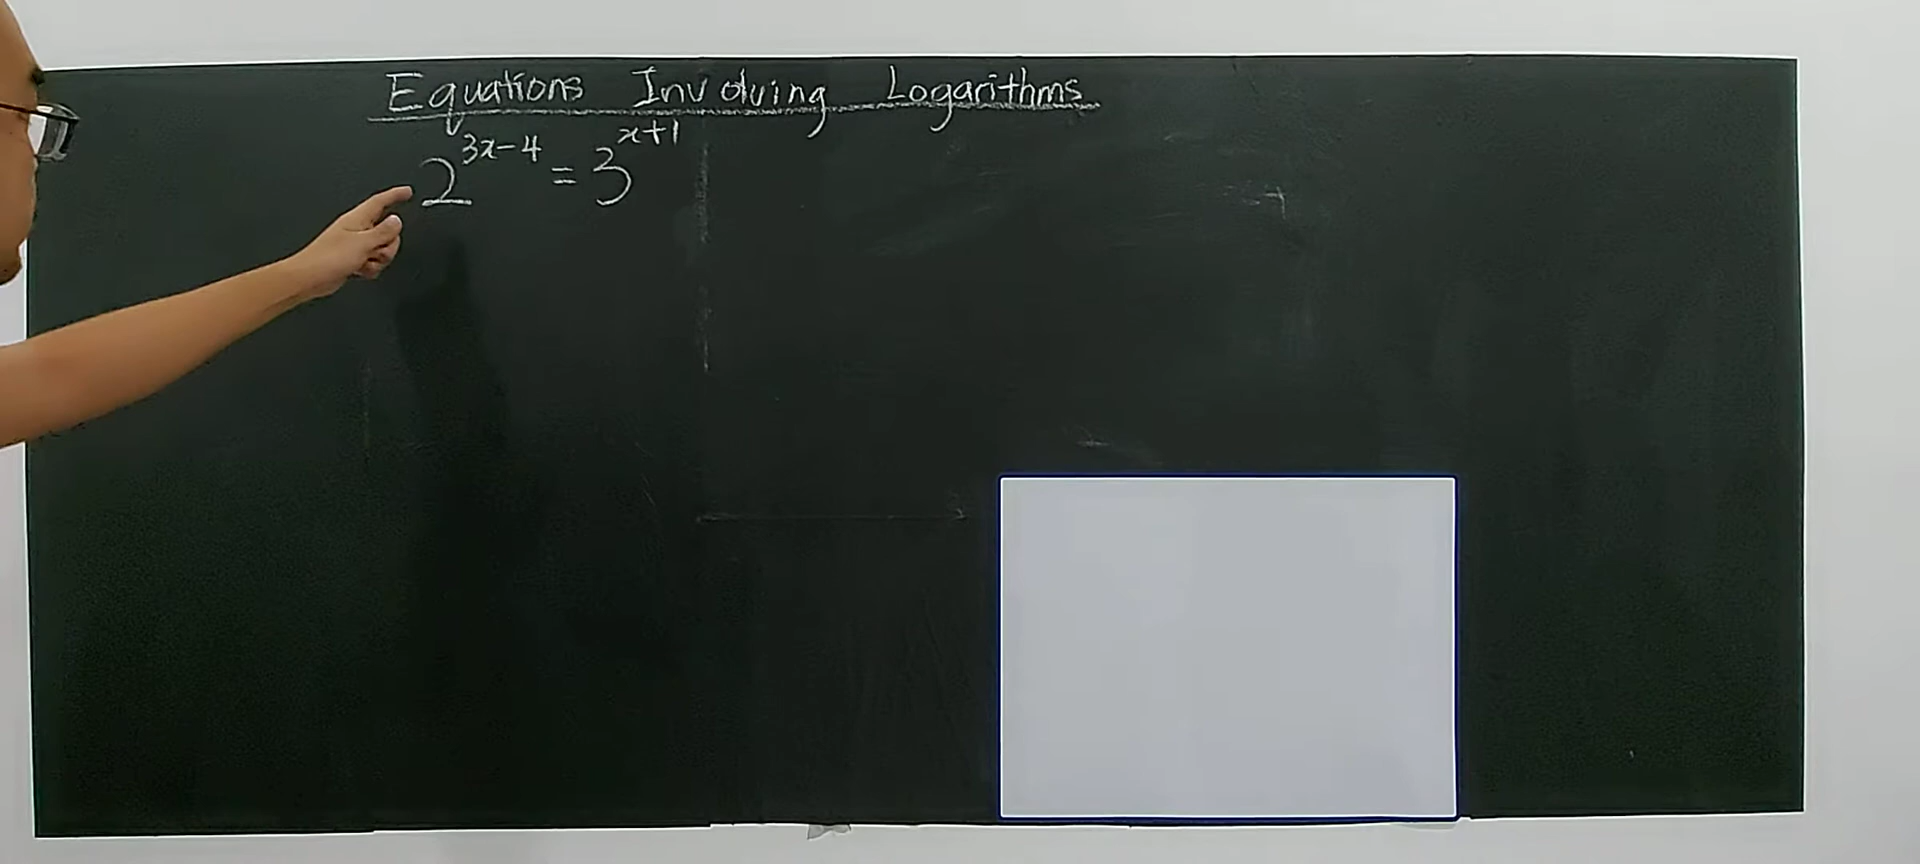 Equations Involving Logarithms
2^{3x-4} = 3^{x+1}